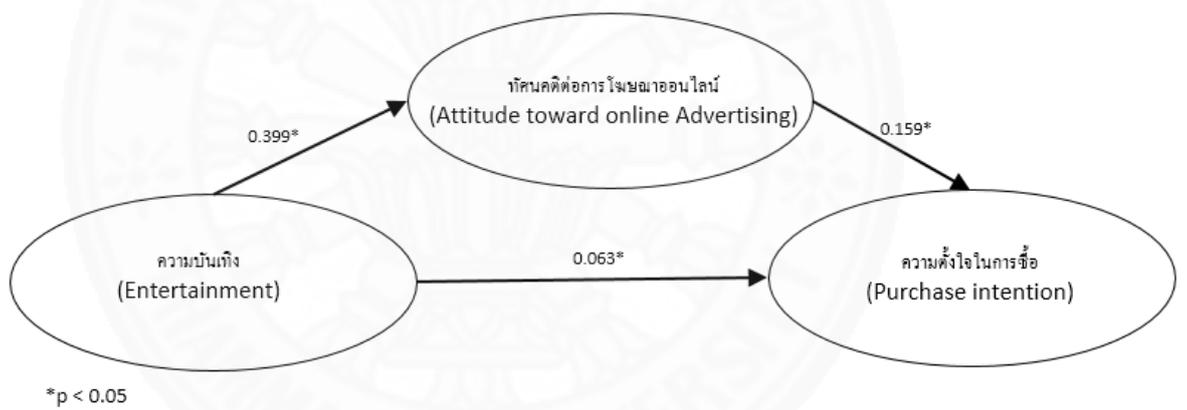 ทัศนคติต่อการโฆษณาออนไลน์
(Attitude toward online Advertising)
0.399*
0.159*
ความบันเทิง
(Entertainment)
0.063*
ความตั้งใจในการซื้อ
(Purchase intention)
*p < 0.05